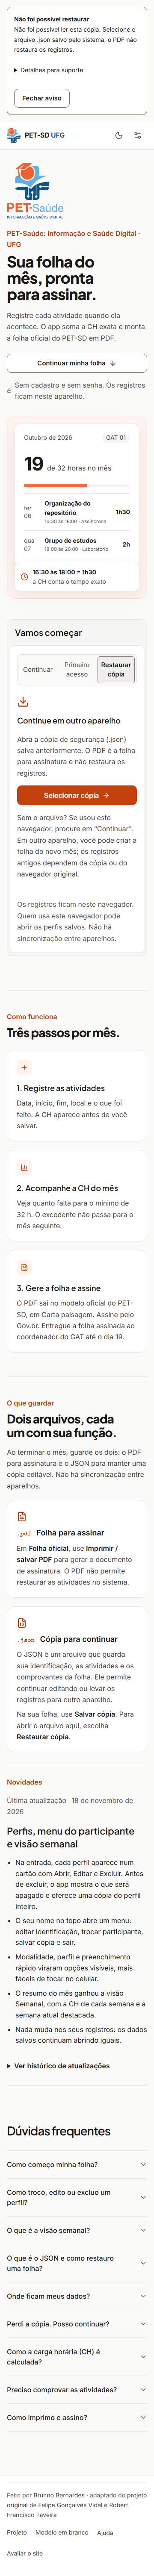 Não foi possível restaurar
Não foi possível ler esta cópia. Selecione o
arquivo .json salvo pelo sistema; o PDF não
restaura os registros.
Detalhes para suporte
Fechar aviso
PET-SD UFG
PET-Saúde
INFORMAÇÃO E SAÚDE DIGITAL
PET-Saúde: Informação e Saúde Digital ·
UFG
Sua folha do
mês, pronta
para assinar.
Registre cada atividade quando ela
acontece. O app soma a CH exata e monta
a folha oficial do PET-SD em PDF.
Continuar minha folha
Sem cadastro e sem senha. Os registros
ficam neste aparelho.
Outubro de 2026
GAT 01
19 de 32 horas no mês
ter
06
Organização do
repositório
16:30 às 18:00 · Assíncrona
1h30
qua
07
Grupo de estudos
18:00 às 20:00 · Laboratório
2h
16:30 às 18:00 = 1h30
a CH conta o tempo exato
Vamos começar
Continuar
Primeiro
acesso
Restaurar
cópia
Continue em outro aparelho
Abra a cópia de segurança (.json)
salva anteriormente. O PDF é a folha
para assinatura e não restaura os
registros.
Selecionar cópia
Sem o arquivo? Se usou este
navegador, procure em “Continuar”.
Em outro aparelho, você pode criar a
folha do novo mês; os registros
antigos dependem da cópia ou do
navegador original.
Os registros ficam neste navegador.
Quem usa este navegador pode
abrir os perfis salvos. Não há
sincronização entre aparelhos.
Como funciona
Três passos por mês.
1. Registre as atividades
Data, início, fim, local e o que foi
feito. A CH aparece antes de você
salvar.
2. Acompanhe a CH do mês
Veja quanto falta para o mínimo de
32 h. O excedente não passa para o
mês seguinte.
3. Gere a folha e assine
O PDF sai no modelo oficial do PET-
SD, em Carta paisagem. Assine pelo
Gov.br. Entregue a folha assinada ao
coordenador do GAT até o dia 19.
O que guardar
Dois arquivos, cada
um com sua função.
Ao terminar o mês, guarde os dois: o PDF
para assinatura e o JSON para manter uma
cópia editável. Não há sincronização entre
aparelhos.
.pdf Folha para assinar
Em Folha oficial, use Imprimir /
salvar PDF para gerar o documento
de assinatura. O PDF não permite
restaurar as atividades no sistema.
.json Cópia para continuar
O JSON é um arquivo que guarda
sua identificação, as atividades e os
comprovantes da folha. Ele permite
continuar editando ou levar os
registros para outro aparelho.
Na sua folha, use Salvar cópia. Para
abrir o arquivo aqui, escolha
Restaurar cópia.
Novidades
Última atualização 18 de novembro de
2026
Perfis, menu do participante
e visão semanal
Na entrada, cada perfil aparece num
cartão com Abrir, Editar e Excluir. Antes
de excluir, o app mostra o que será
apagado e oferece uma cópia do perfil
inteiro.
O seu nome no topo abre um menu:
editar identificação, trocar participante,
salvar cópia e sair.
Modalidade, perfil e preenchimento
rápido viraram opções visíveis, mais
fáceis de tocar no celular.
O resumo do mês ganhou a visão
Semanal, com a CH de cada semana e a
semana atual destacada.
Nada muda nos seus registros: os dados
salvos continuam abrindo iguais.
Ver histórico de atualizações
Dúvidas frequentes
Como começo minha folha?
Como troco, edito ou excluo um
perfil?
O que é a visão semanal?
O que é o JSON e como restauro
uma folha?
Onde ficam meus dados?
Perdi a cópia. Posso continuar?
Como a carga horária (CH) é
calculada?
Preciso comprovar as atividades?
Como imprimo e assino?
Feito por Brunno Bernardes · adaptado do projeto
original de Felipe Gonçalves Vidal e Robert
Francisco Taveira
Projeto
Modelo em branco
Ajuda
Avaliar o site